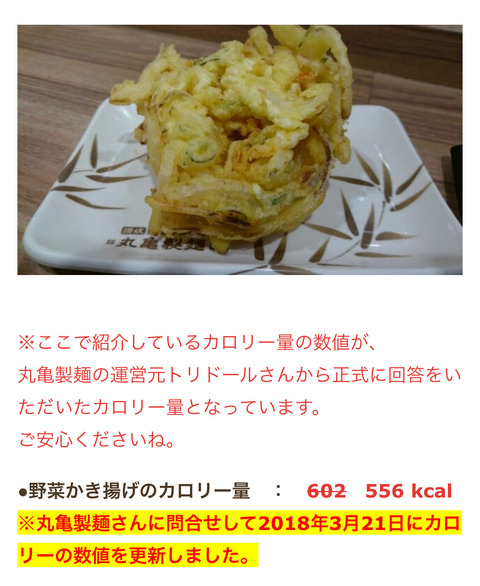 讃岐
丸亀製麺
※ここで紹介しているカロリー量の数値が、
丸亀製麺の運営元トリドールさんから正式に回答をい
ただいたカロリー量となっています。
ご安心くださいね。
●野菜かき揚げのカロリー量　：　602　556 kcal
※丸亀製麺さんに問合せして2018年3月21日にカロ
リーの数値を更新しました。